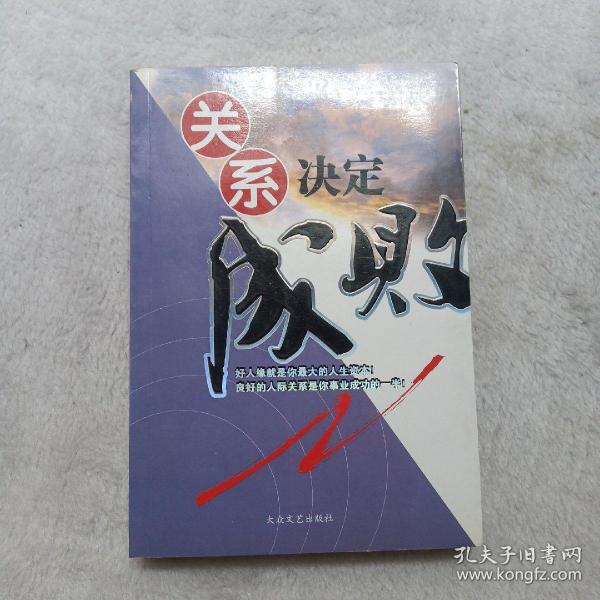 关系决定
成敗
好人缘就是你最大的人生资本!
良好的人际关系是你事业成功的一半!
大众文艺出版社
孔夫子旧书网
www.kongfz.com